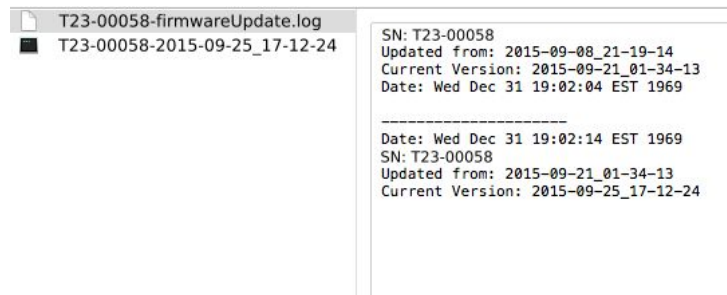 T23-00058-firmwareUpdate.log
T23-00058-2015-09-25_17-12-24
SN: T23-00058
Updated from: 2015-09-08_21-19-14
Current Version: 2015-09-21_01-34-13
Date: Wed Dec 31 19:02:04 EST 1969
---------------------
Date: Wed Dec 31 19:02:14 EST 1969
SN: T23-00058
Updated from: 2015-09-21_01-34-13
Current Version: 2015-09-25_17-12-24